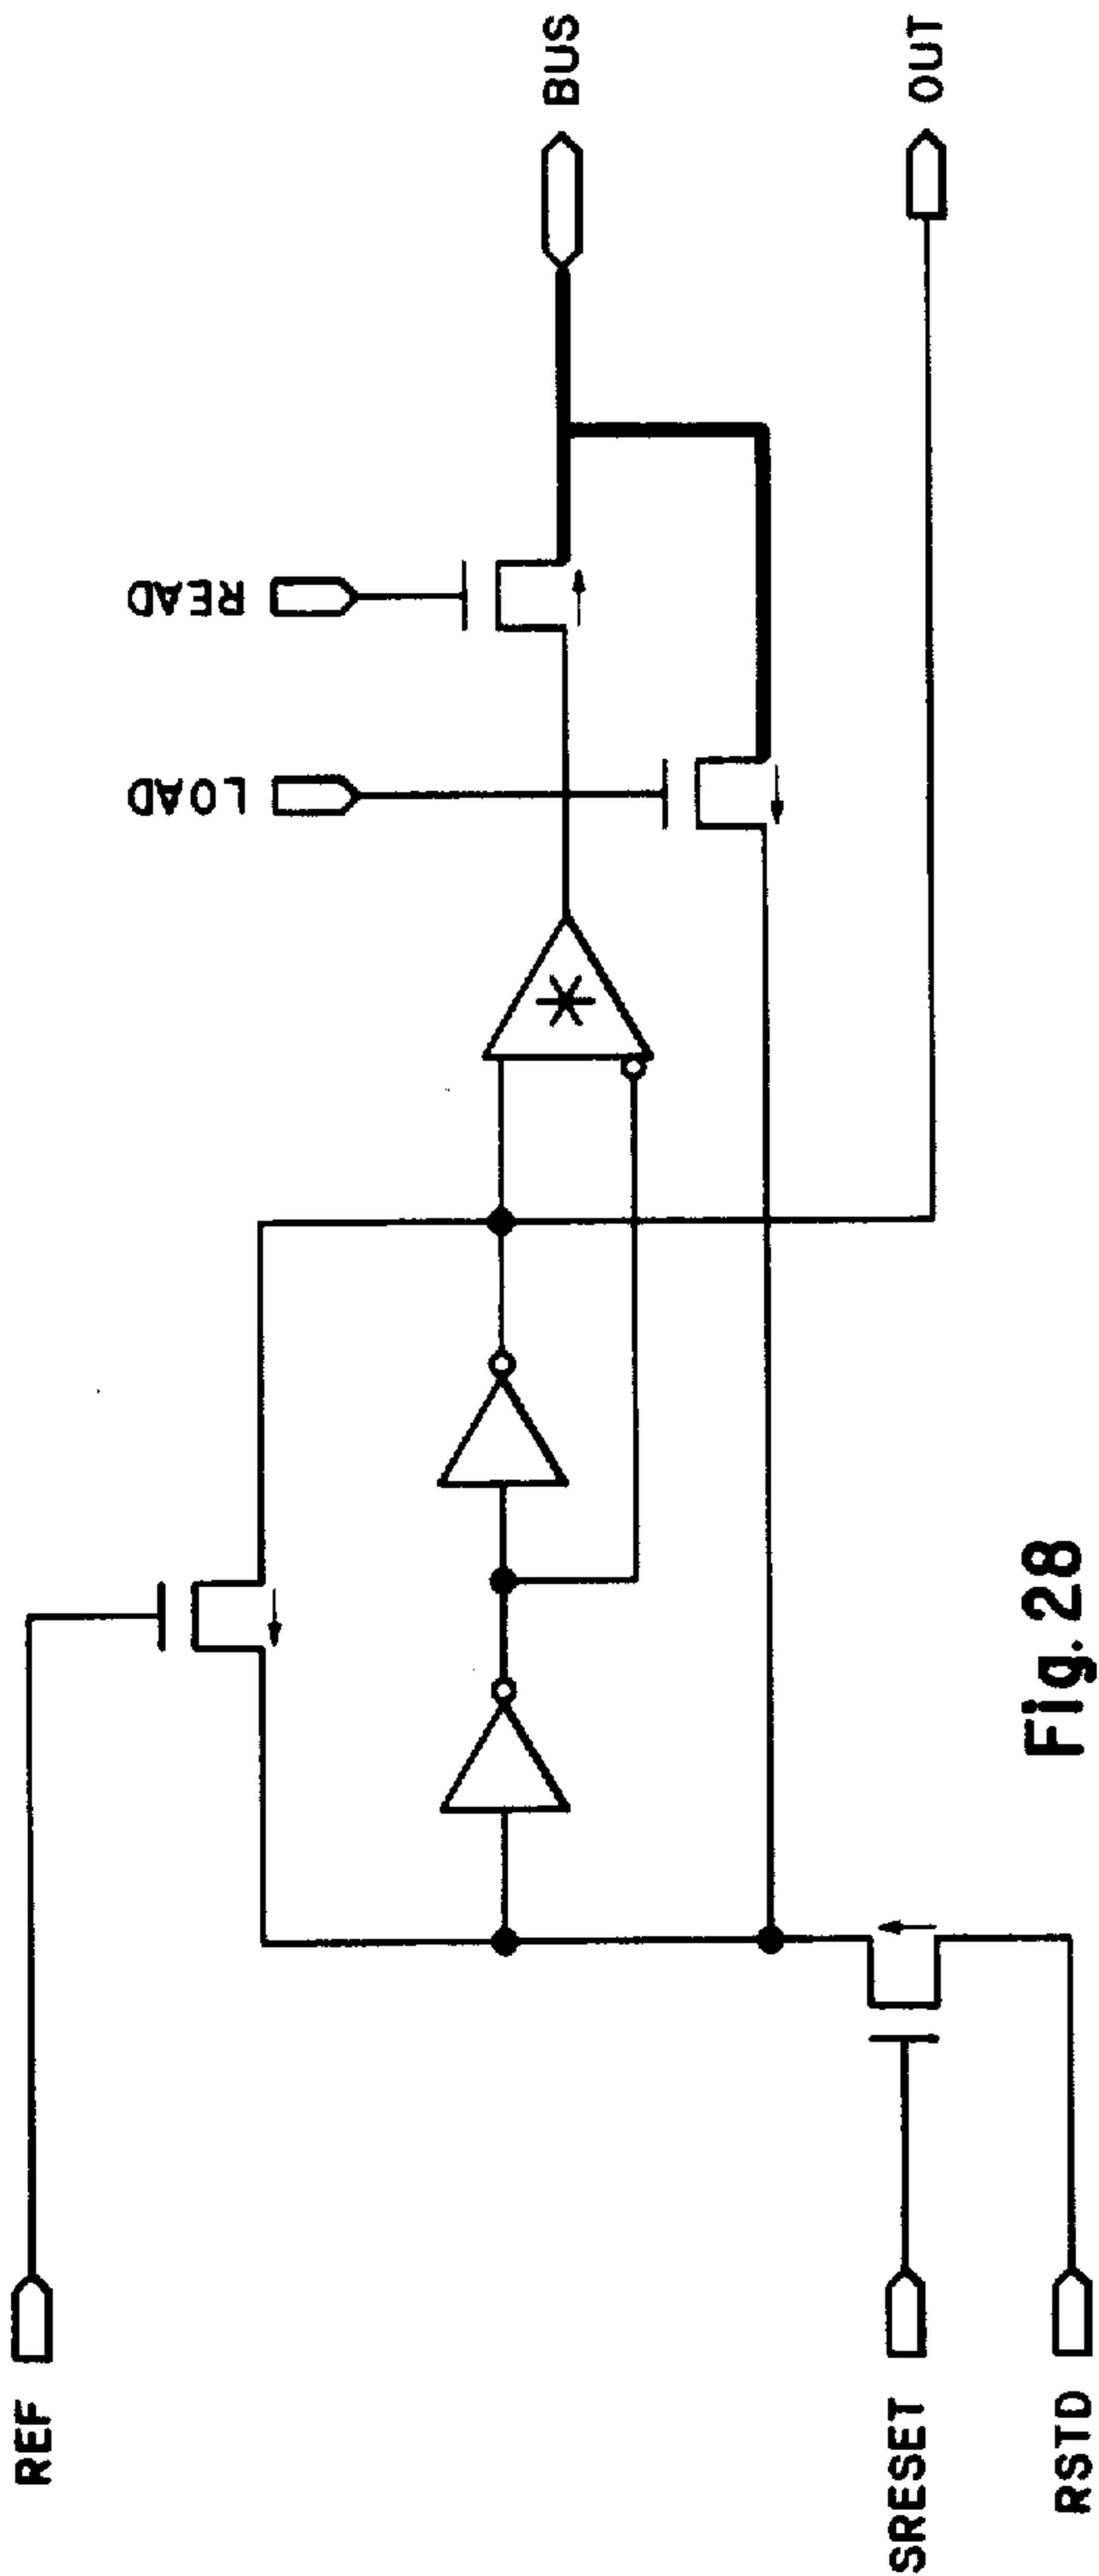 REF
READ
LOAD
BUS
OUT
SRESET
RSTD
Fig. 28